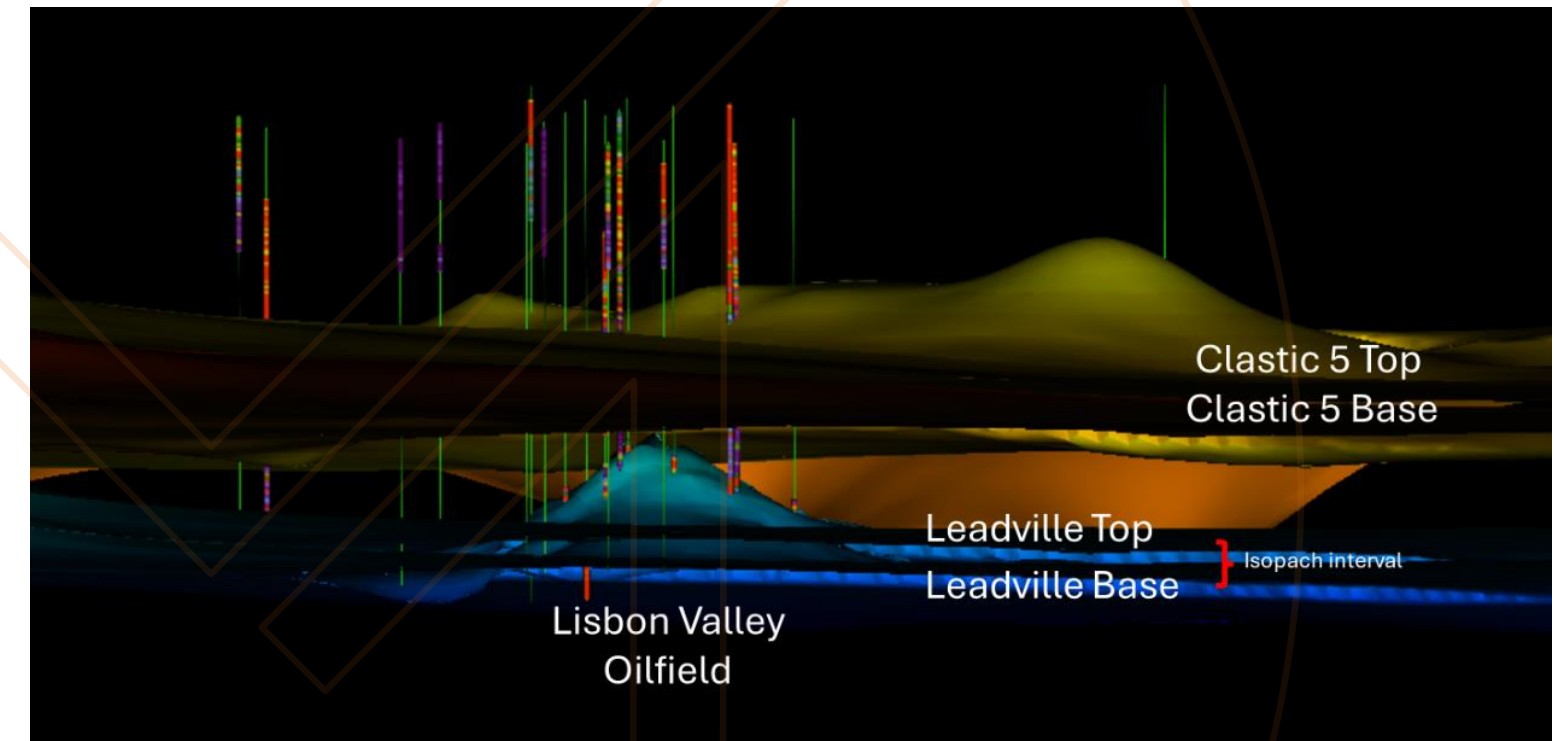 Clastic 5 Top
Clastic 5 Base
Leadville Top
Isopach interval
Leadville Base
Lisbon Valley
Oilfield